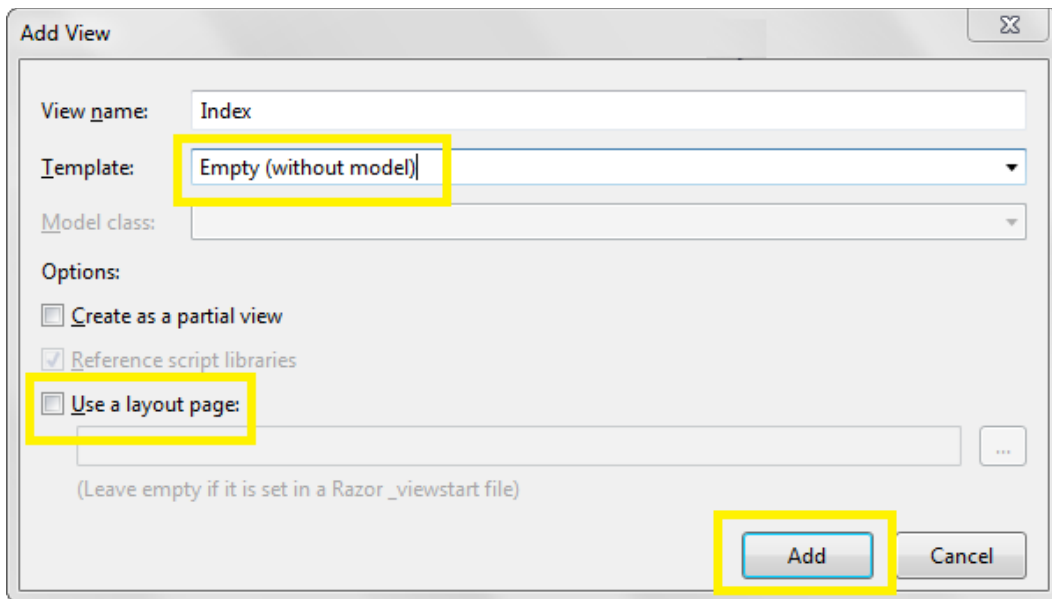 Add View
View name: Index
Template: Empty (without model)
Model class:
Options:
Create as a partial view
Reference script libraries
Use a layout page:
...
(Leave empty if it is set in a Razor _viewstart file)
Add Cancel